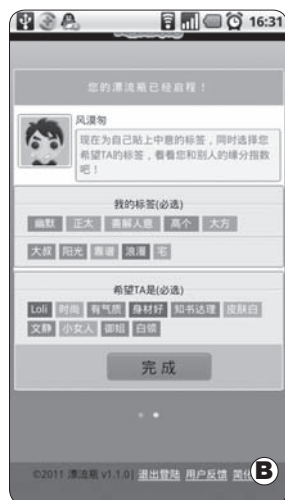 16:31
您的漂流瓶已经启程！
风漠匆
现在为自己贴上中意的标签，同时选择您
希望TA的标签，看看您和别人的缘分指数
吧！
我的标签(必选)
幽默 正太 善解人意 高个 大方
大叔 阳光 靠谱 浪漫 宅
希望TA是(必选)
Loli 时尚 有气质 身材好 知书达理 皮肤白
文静 小女人 御姐 白领
完成
©2011 漂流瓶 v1.1.0| 退出登陆 用户反馈 简化
B